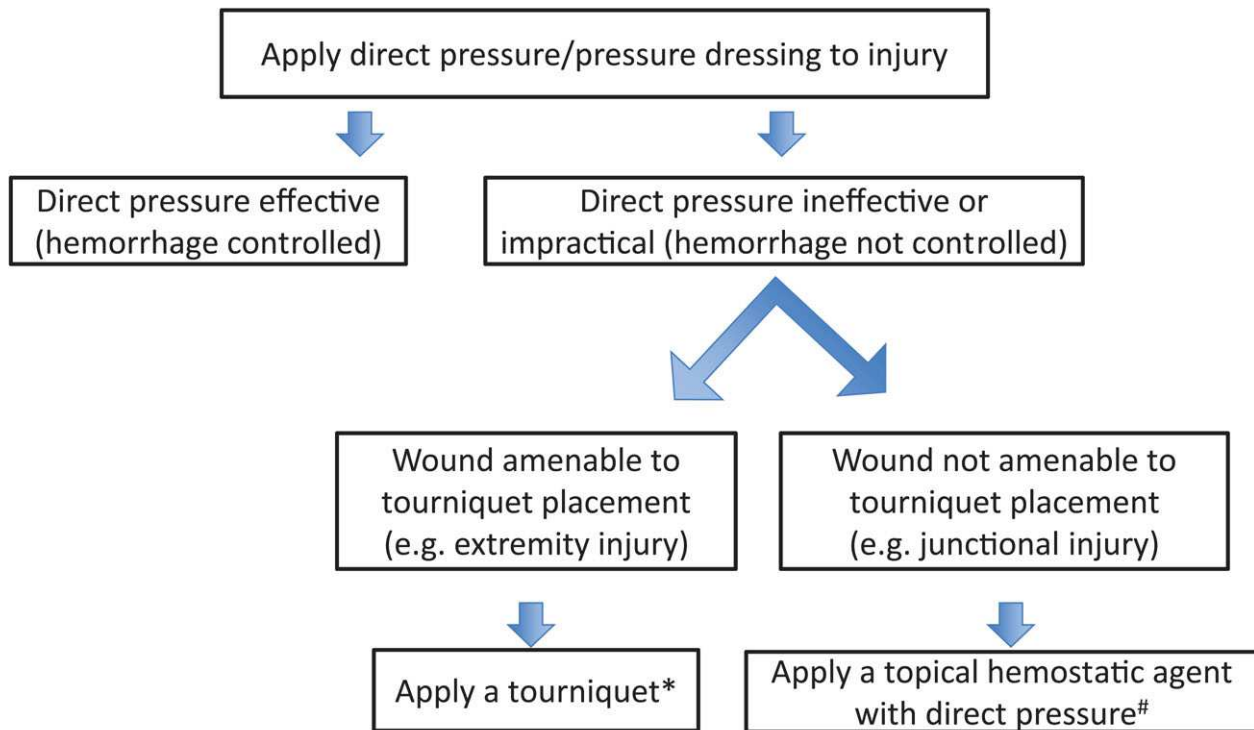 Apply direct pressure/pressure dressing to injury
Direct pressure effective
(hemorrhage controlled)
Direct pressure ineffective or
impractical (hemorrhage not controlled)
Wound amenable to
tourniquet placement
(e.g. extremity injury)
Wound not amenable to
tourniquet placement
(e.g. junctional injury)
Apply a tourniquet*
Apply a topical hemostatic agent
with direct pressure#